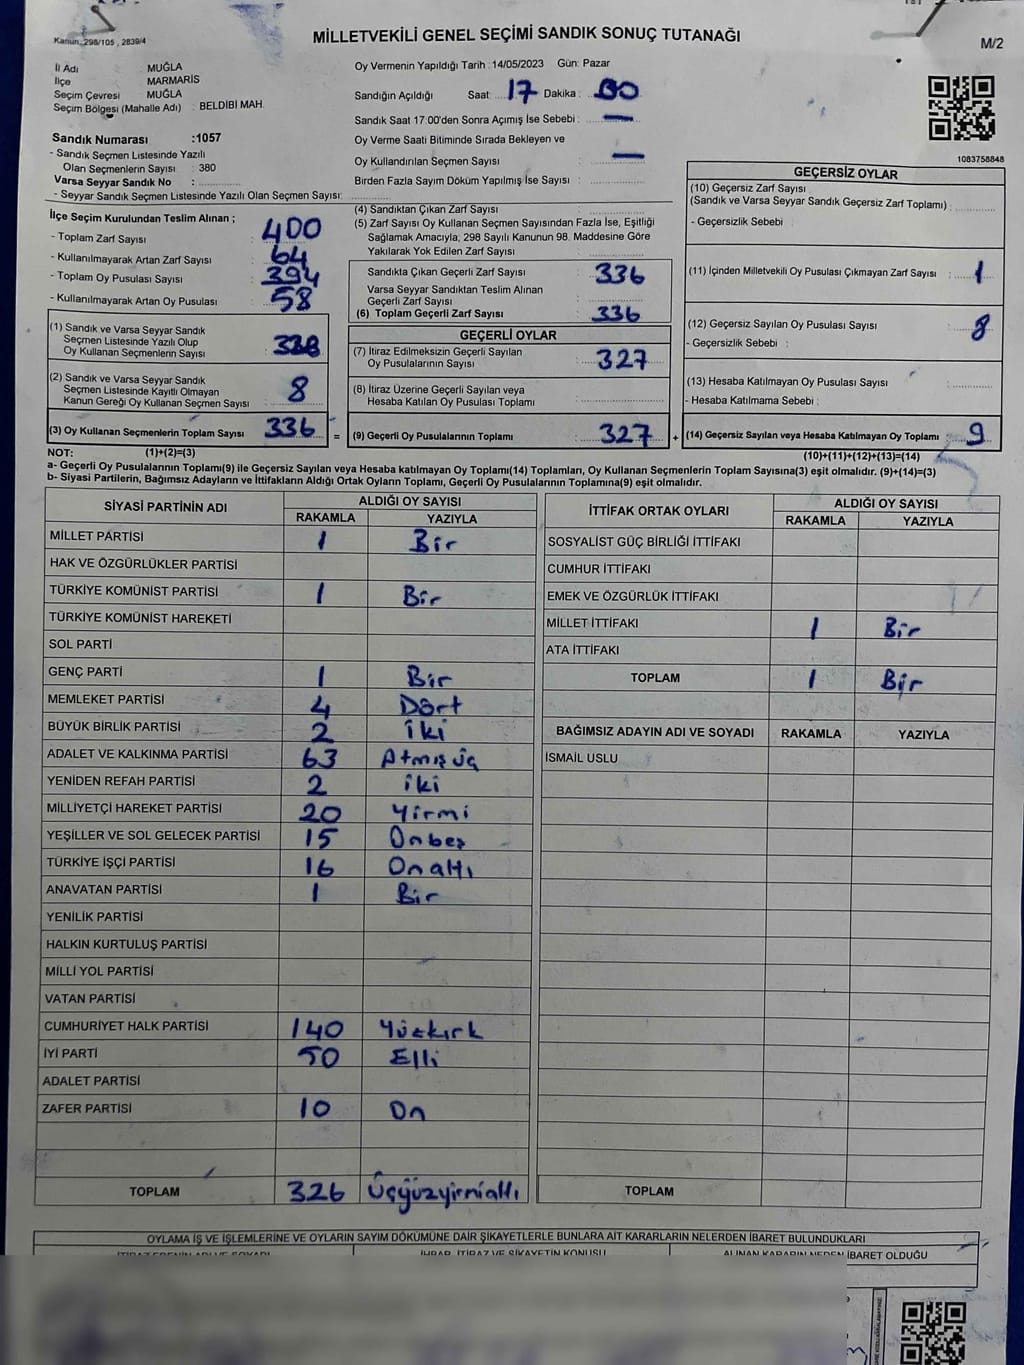 Kanun, 298/105 , 2839/4
MİLLETVEKİLİ GENEL SEÇİMİ SANDIK SONUÇ TUTANAĞI
M/2
İl Adı MUĞLA
İlçe MARMARİS
Seçim Çevresi MUĞLA
Seçim Bölgesi (Mahalle Adı) : BELDİBİ MAH.
Oy Vermenin Yapıldığı Tarih : 14/05/2023 Gün: Pazar
Sandığın Açıldığı Saat: 17 Dakika: 00
Sandık Saat 17:00'den Sonra Açılmış İse Sebebi : —
Oy Verme Saati Bitiminde Sırada Bekleyen ve
Oy Kullandırılan Seçmen Sayısı : —
Birden Fazla Sayım Döküm Yapılmış İse Sayısı :
1083758848
Sandık Numarası :1057
- Sandık Seçmen Listesinde Yazılı
Olan Seçmenlerin Sayısı : 380
Varsa Seyyar Sandık No :
- Seyyar Sandık Seçmen Listesinde Yazılı Olan Seçmen Sayısı:
İlçe Seçim Kurulundan Teslim Alınan ;
- Toplam Zarf Sayısı : 400
- Kullanılmayarak Artan Zarf Sayısı : 64
- Toplam Oy Pusulası Sayısı : 394
- Kullanılmayarak Artan Oy Pusulası : 58
(1) Sandık ve Varsa Seyyar Sandık
Seçmen Listesinde Yazılı Olup
Oy Kullanan Seçmenlerin Sayısı : 328
(2) Sandık ve Varsa Seyyar Sandık
Seçmen Listesinde Kayıtlı Olmayan
Kanun Gereği Oy Kullanan Seçmen Sayısı : 8
(3) Oy Kullanan Seçmenlerin Toplam Sayısı : 336
(4) Sandıktan Çıkan Zarf Sayısı :
(5) Zarf Sayısı Oy Kullanan Seçmen Sayısından Fazla İse, Eşitliği
Sağlamak Amacıyla; 298 Sayılı Kanunun 98. Maddesine Göre
Yakılarak Yok Edilen Zarf Sayısı :
Sandıkta Çıkan Geçerli Zarf Sayısı : 336
Varsa Seyyar Sandıktan Teslim Alınan
Geçerli Zarf Sayısı :
(6) Toplam Geçerli Zarf Sayısı : 336
GEÇERLİ OYLAR
(7) İtiraz Edilmeksizin Geçerli Sayılan
Oy Pusulalarının Sayısı : 327
(8) İtiraz Üzerine Geçerli Sayılan veya
Hesaba Katılan Oy Pusulası Toplamı :
= (9) Geçerli Oy Pusulalarının Toplamı : 327
GEÇERSİZ OYLAR
(10) Geçersiz Zarf Sayısı
(Sandık ve Varsa Seyyar Sandık Geçersiz Zarf Toplamı) :
- Geçersizlik Sebebi :
(11) İçinden Milletvekili Oy Pusulası Çıkmayan Zarf Sayısı : 1
(12) Geçersiz Sayılan Oy Pusulası Sayısı : 8
- Geçersizlik Sebebi :
(13) Hesaba Katılmayan Oy Pusulası Sayısı :
- Hesaba Katılmama Sebebi :
+ (14) Geçersiz Sayılan veya Hesaba Katılmayan Oy Toplamı : 9
NOT: (1)+(2)=(3) (10)+(11)+(12)+(13)=(14)
a- Geçerli Oy Pusulalarının Toplamı(9) ile Geçersiz Sayılan veya Hesaba katılmayan Oy Toplamı(14) Toplamları, Oy Kullanan Seçmenlerin Toplam Sayısına(3) eşit olmalıdır. (9)+(14)=(3)
b- Siyasi Partilerin, Bağımsız Adayların ve İttifakların Aldığı Ortak Oyların Toplamı, Geçerli Oy Pusulalarının Toplamına(9) eşit olmalıdır.
SİYASİ PARTİNİN ADI ALDIĞI OY SAYISI
RAKAMLA YAZIYLA
MİLLET PARTİSİ 1 Bir
HAK VE ÖZGÜRLÜKLER PARTİSİ
TÜRKİYE KOMÜNİST PARTİSİ 1 Bir
TÜRKİYE KOMÜNİST HAREKETİ
SOL PARTİ
GENÇ PARTİ 1 Bir
MEMLEKET PARTİSİ 4 Dört
BÜYÜK BİRLİK PARTİSİ 2 iki
ADALET VE KALKINMA PARTİSİ 63 Atmış üç
YENİDEN REFAH PARTİSİ 2 iki
MİLLİYETÇİ HAREKET PARTİSİ 20 Yirmi
YEŞİLLER VE SOL GELECEK PARTİSİ 15 Onbeş
TÜRKİYE İŞÇİ PARTİSİ 16 Onaltı
ANAVATAN PARTİSİ 1 Bir
YENİLİK PARTİSİ
HALKIN KURTULUŞ PARTİSİ
MİLLİ YOL PARTİSİ
VATAN PARTİSİ
CUMHURİYET HALK PARTİSİ 140 Yüzkırk
İYİ PARTİ 50 Elli
ADALET PARTİSİ
ZAFER PARTİSİ 10 On
TOPLAM 326 Üçyüzyirmialtı
İTTİFAK ORTAK OYLARI ALDIĞI OY SAYISI
RAKAMLA YAZIYLA
SOSYALİST GÜÇ BİRLİĞİ İTTİFAKI
CUMHUR İTTİFAKI
EMEK VE ÖZGÜRLÜK İTTİFAKI
MİLLET İTTİFAKI 1 Bir
ATA İTTİFAKI
TOPLAM 1 Bir
BAĞIMSIZ ADAYIN ADI VE SOYADI RAKAMLA YAZIYLA
İSMAİL USLU
TOPLAM
OYLAMA İŞ VE İŞLEMLERİNE VE OYLARIN SAYIM DÖKÜMÜNE DAİR ŞİKAYETLERLE BUNLARA AİT KARARLARIN NELERDEN İBARET BULUNDUKLARI
İTİRAZ EDENİN ADI VE SOYADI İHBAR, İTİRAZ VE ŞİKAYETİN KONUSU ALINAN KARARIN NEDEN İBARET OLDUĞU